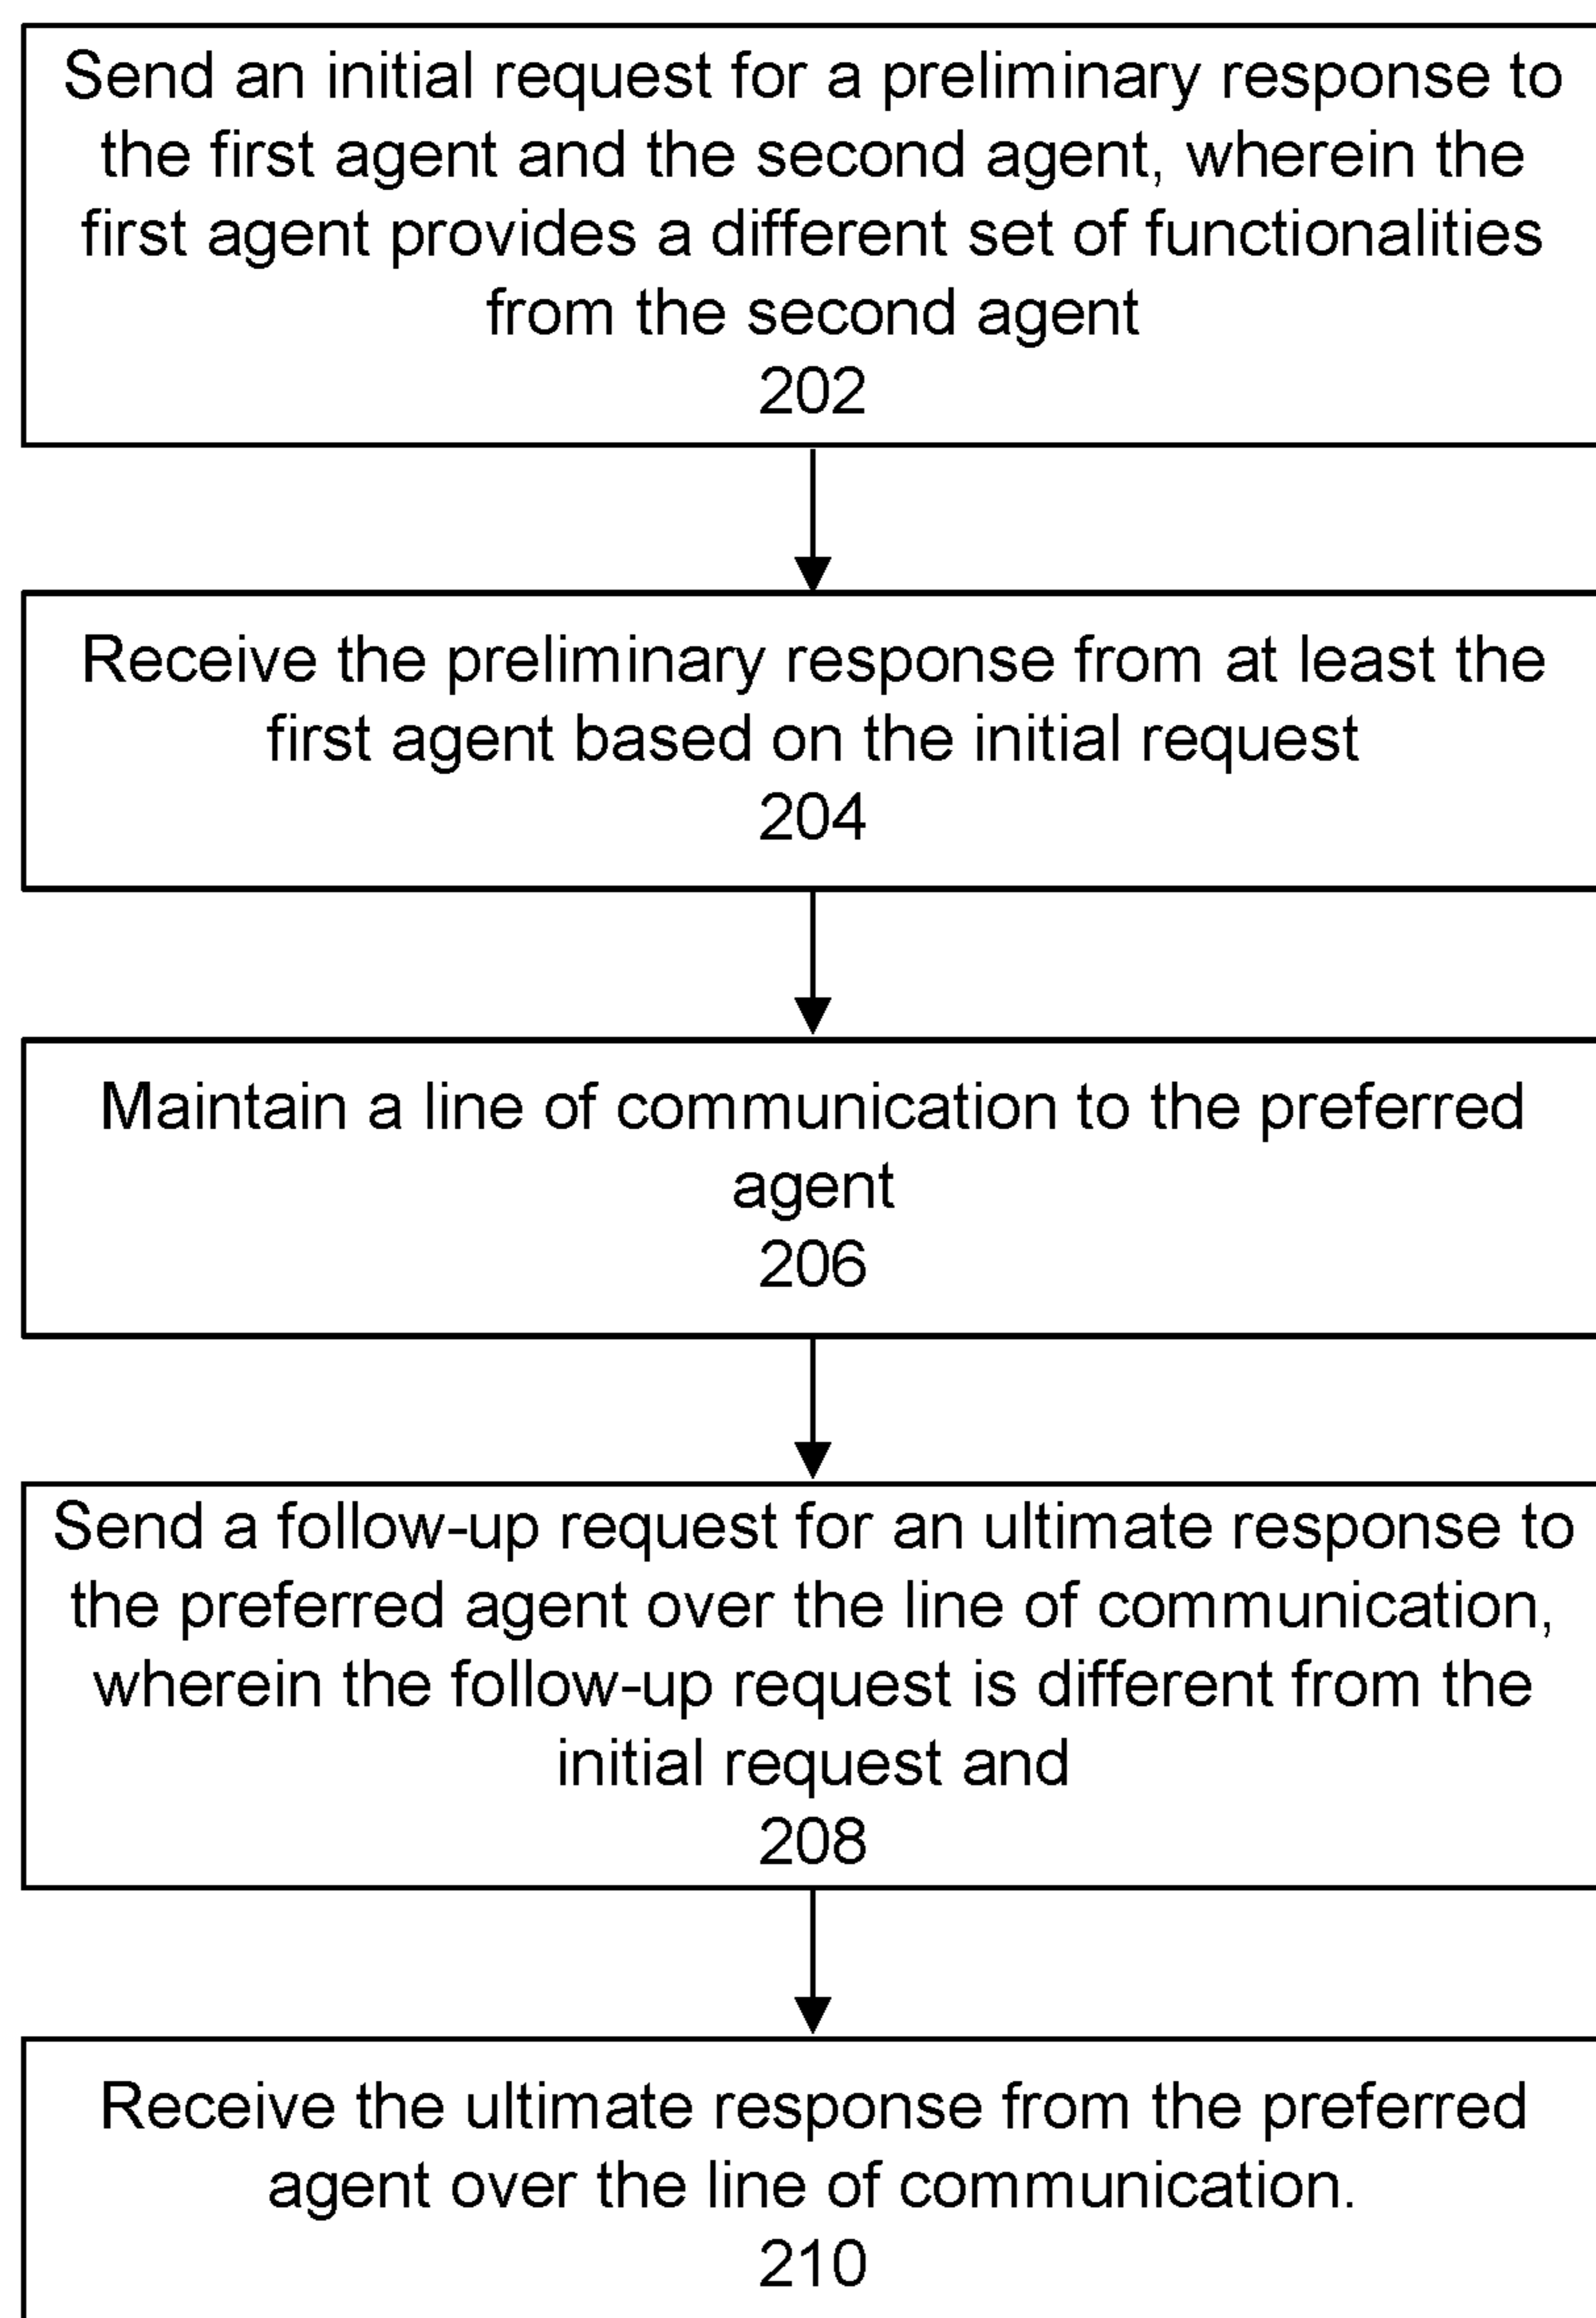 Send an initial request for a preliminary response to
the first agent and the second agent, wherein the
first agent provides a different set of functionalities
from the second agent
202
Receive the preliminary response from at least the
first agent based on the initial request
204
Maintain a line of communication to the preferred
agent
206
Send a follow-up request for an ultimate response to
the preferred agent over the line of communication,
wherein the follow-up request is different from the
initial request and
208
Receive the ultimate response from the preferred
agent over the line of communication.
210